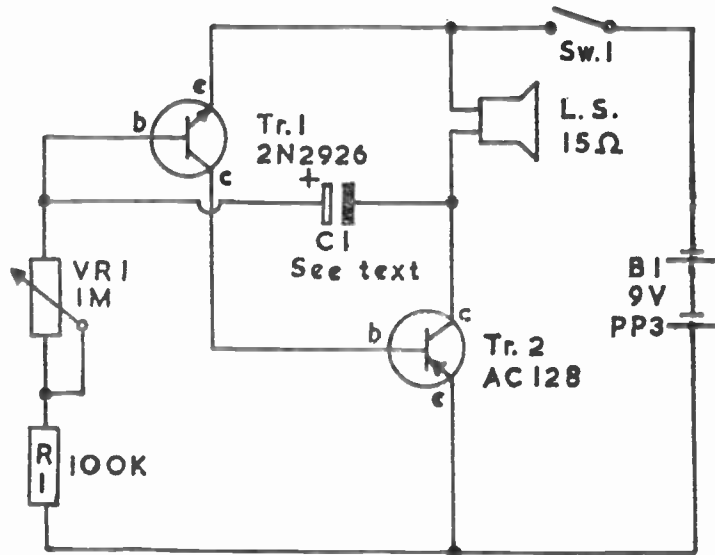 Sw.1
e
b
Tr.1
2N2926
c
+
C1
See text
L.S.
15Ω
VR1
1M
B1
9V
PP3
b
c
Tr.2
AC128
e
R
1
100K